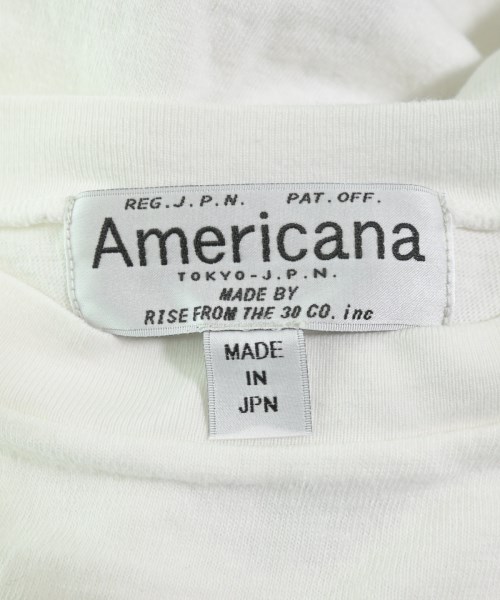 REG.J.P.N. PAT.OFF.
Americana
TOKYO-J.P.N.
MADE BY
RISE FROM THE 30 CO. inc
MADE
IN
JPN